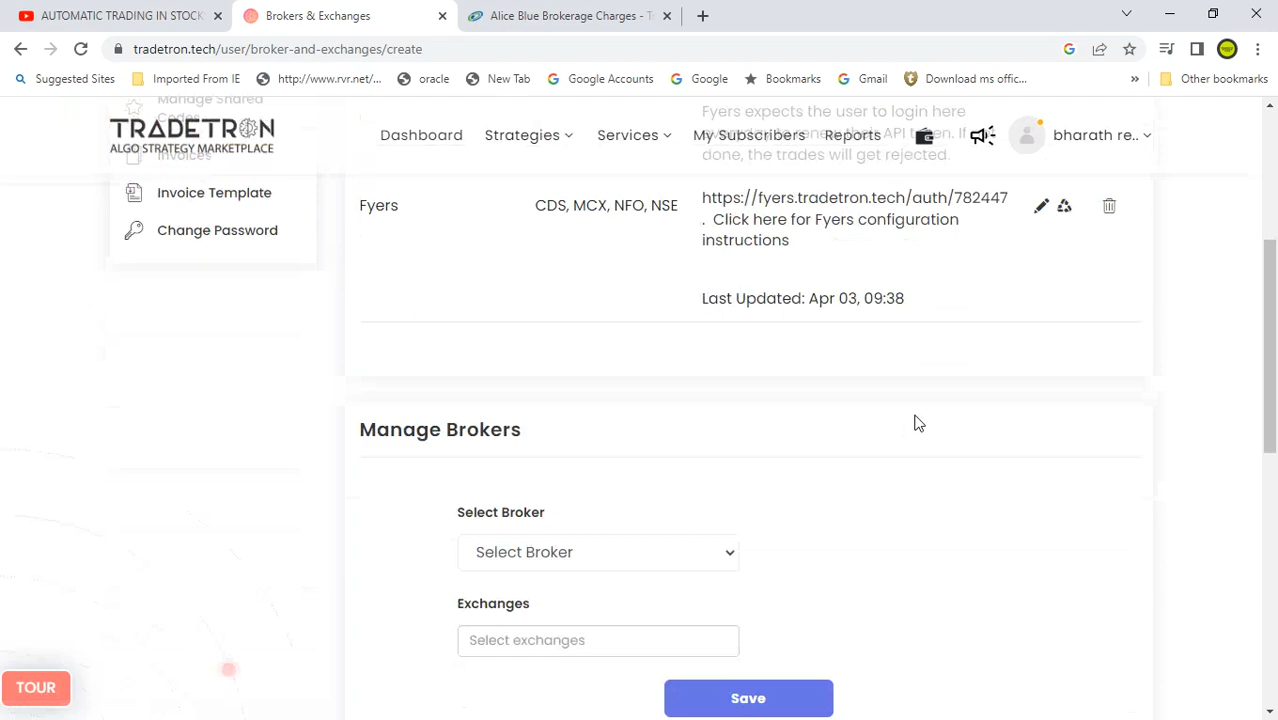 AUTOMATIC TRADING IN STOCK
Brokers & Exchanges
Alice Blue Brokerage Charges - T
tradetron.tech/user/broker-and-exchanges/create
Suggested Sites
Imported From IE
http://www.rvr.net/...
oracle
New Tab
Google Accounts
Google
Bookmarks
Gmail
Download ms offic...
»
Other bookmarks
Manage Shared
TRADETRON
ALGO STRATEGY MARKETPLACE
Dashboard
Strategies
Services
My Subscribers
Reports
bharath re..
Invoices
Invoice Template
Change Password
Fyers expects the user to login here
done, the trades will get rejected.
Fyers
CDS, MCX, NFO, NSE
https://fyers.tradetron.tech/auth/782447
. Click here for Fyers configuration
instructions
Last Updated: Apr 03, 09:38
Manage Brokers
Select Broker
Select Broker
Exchanges
Select exchanges
Save
TOUR